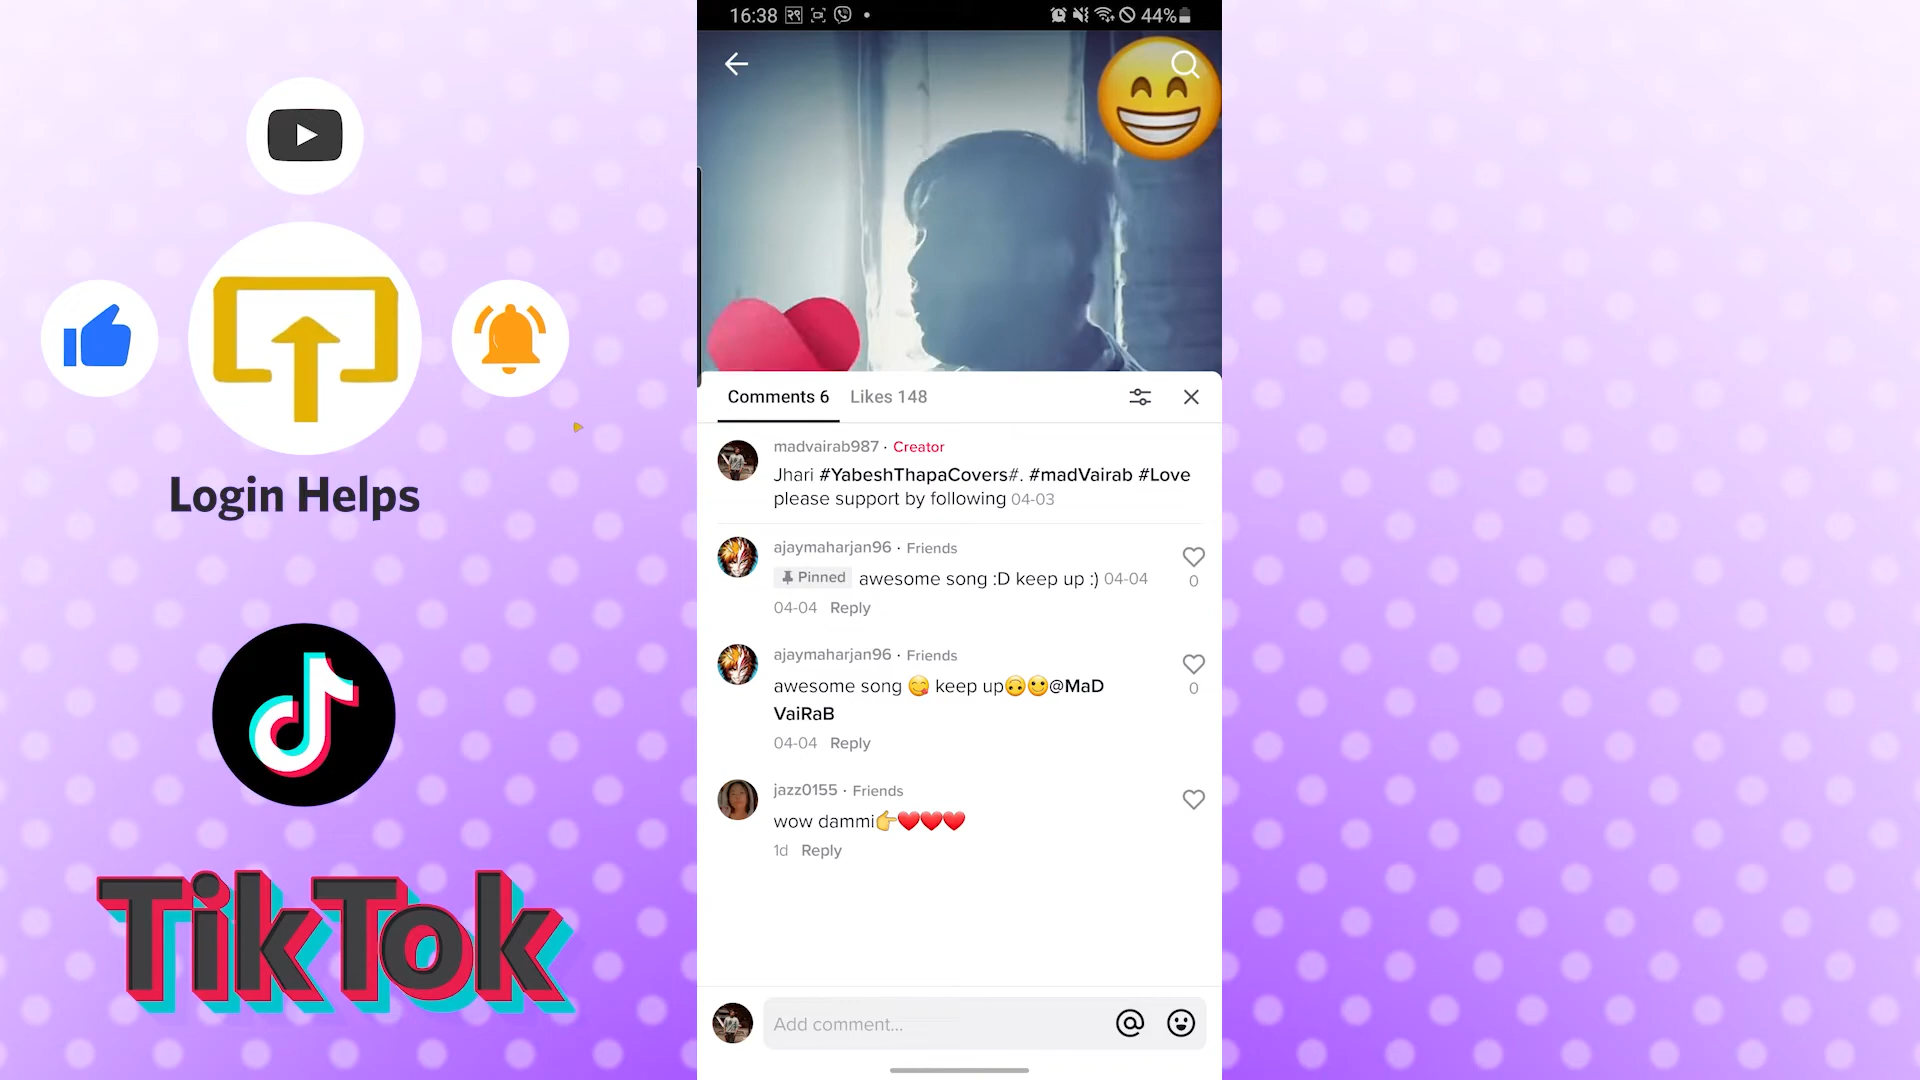 16:38
44%
Comments 6
Likes 148
madvairab987 · Creator
Jhari #YabeshThapaCovers#. #madVairab #Love
please support by following 04-03
ajaymaharjan96 · Friends
Pinned awesome song :D keep up :) 04-04
04-04 Reply
0
ajaymaharjan96 · Friends
awesome song 😋 keep up🙃🙂@MaD
VaiRaB
04-04 Reply
0
jazz0155 · Friends
wow dammi👉❤️❤️❤️
1d Reply
Add comment...
Login Helps
TikTok